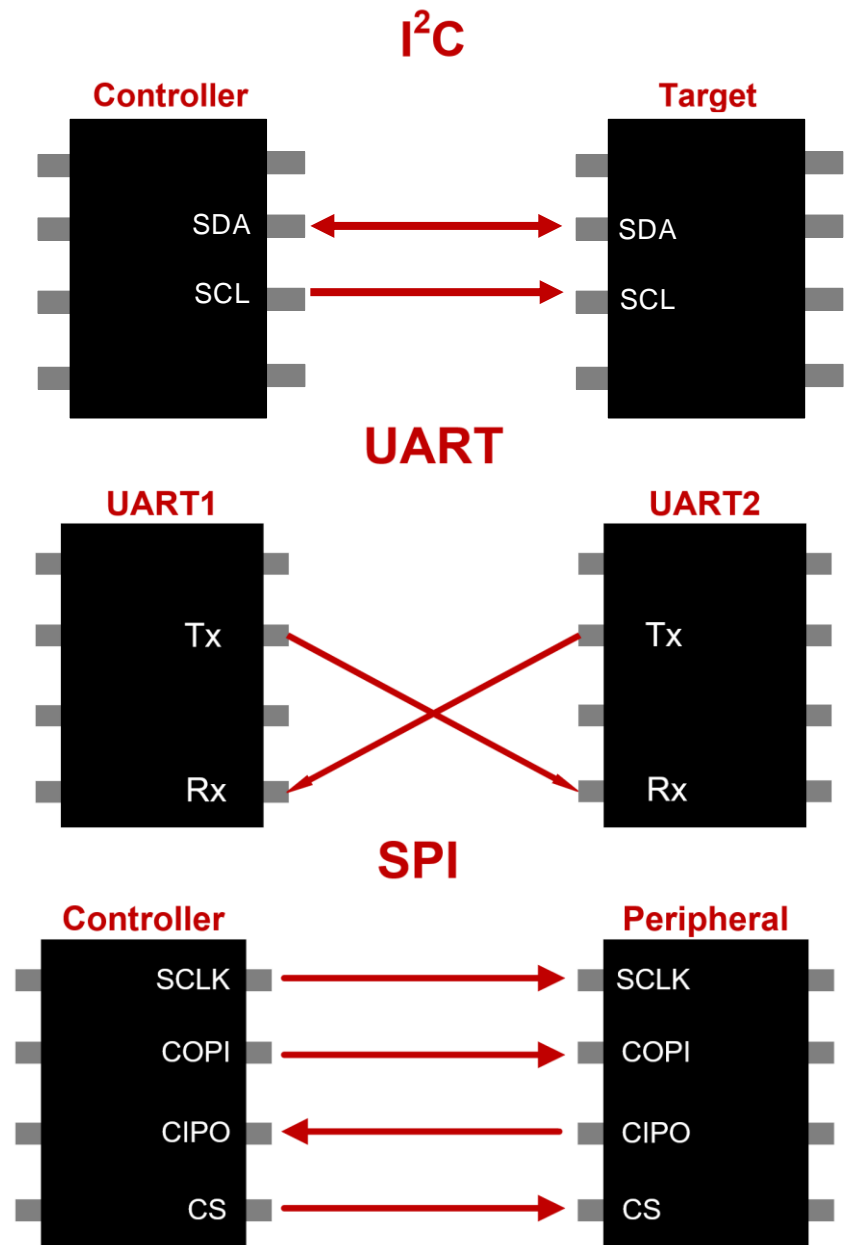 I²C
Controller Target
SDA SDA
SCL SCL
UART
UART1 UART2
Tx Tx
Rx Rx
SPI
Controller Peripheral
SCLK SCLK
COPI COPI
CIPO CIPO
CS CS